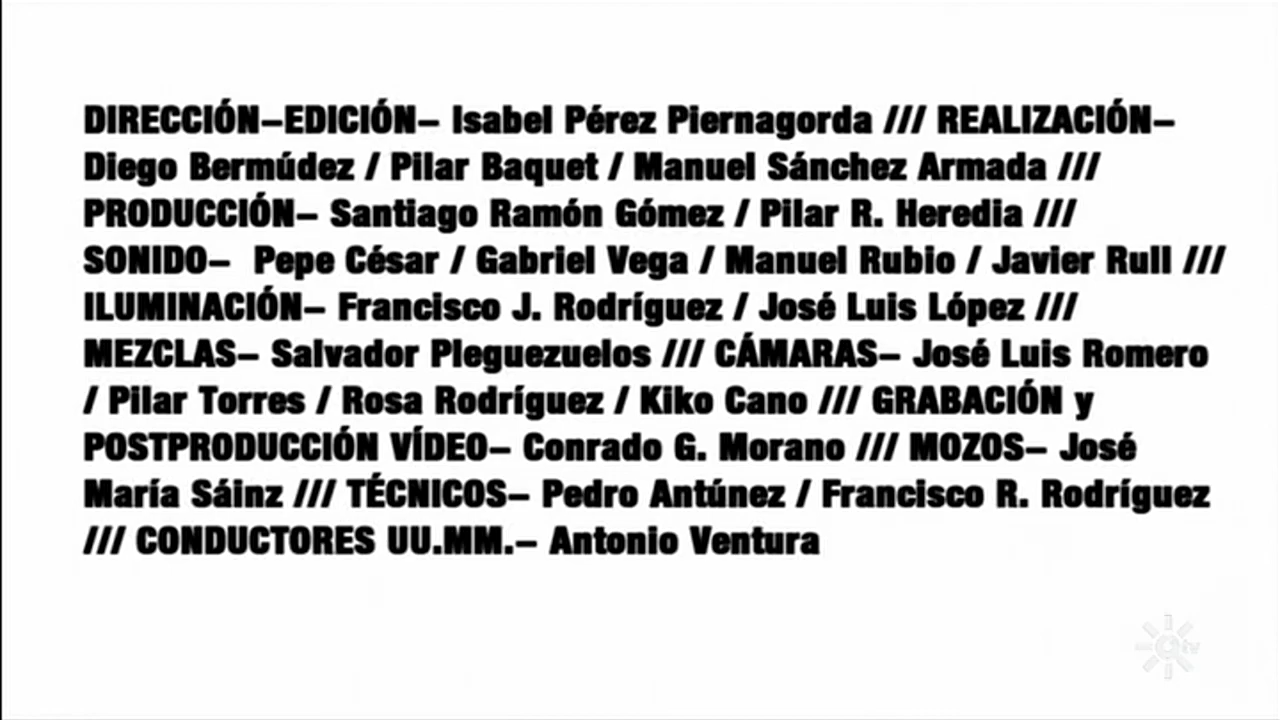 DIRECCIÓN–EDICIÓN– Isabel Pérez Piernagorda /// REALIZACIÓN–
Diego Bermúdez / Pilar Baquet / Manuel Sánchez Armada ///
PRODUCCIÓN– Santiago Ramón Gómez / Pilar R. Heredia ///
SONIDO– Pepe César / Gabriel Vega / Manuel Rubio / Javier Rull ///
ILUMINACIÓN– Francisco J. Rodríguez / José Luis López ///
MEZCLAS– Salvador Pleguezuelos /// CÁMARAS– José Luis Romero
/ Pilar Torres / Rosa Rodríguez / Kiko Cano /// GRABACIÓN y
POSTPRODUCCIÓN VÍDEO– Conrado G. Morano /// MOZOS– José
María Sáinz /// TÉCNICOS– Pedro Antúnez / Francisco R. Rodríguez
/// CONDUCTORES UU.MM.– Antonio Ventura